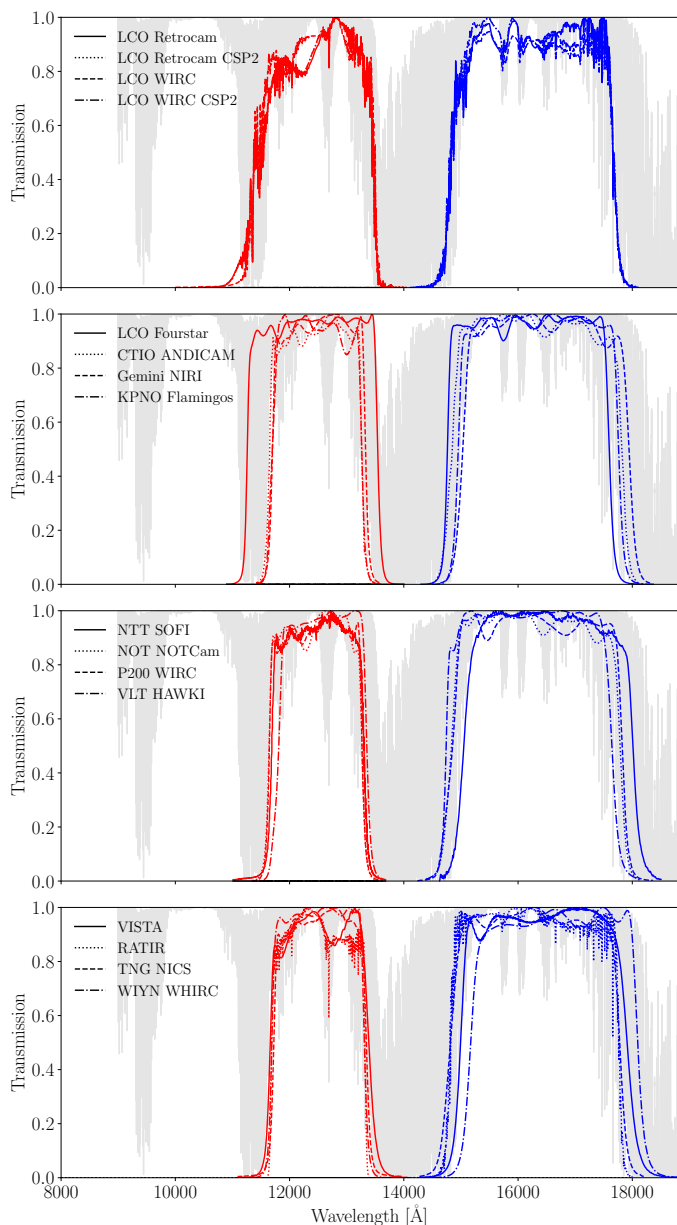 1.0
0.8
0.6
0.4
0.2
0.0
Transmission
LCO Retrocam
LCO Retrocam CSP2
LCO WIRC
LCO WIRC CSP2
1.0
0.8
0.6
0.4
0.2
0.0
Transmission
LCO Fourstar
CTIO ANDICAM
Gemini NIRI
KPNO Flamingos
1.0
0.8
0.6
0.4
0.2
0.0
Transmission
NTT SOFI
NOT NOTCam
P200 WIRC
VLT HAWKI
1.0
0.8
0.6
0.4
0.2
0.0
Transmission
VISTA
RATIR
TNG NICS
WIYN WHIRC
8000 10000 12000 14000 16000 18000
Wavelength [Å]